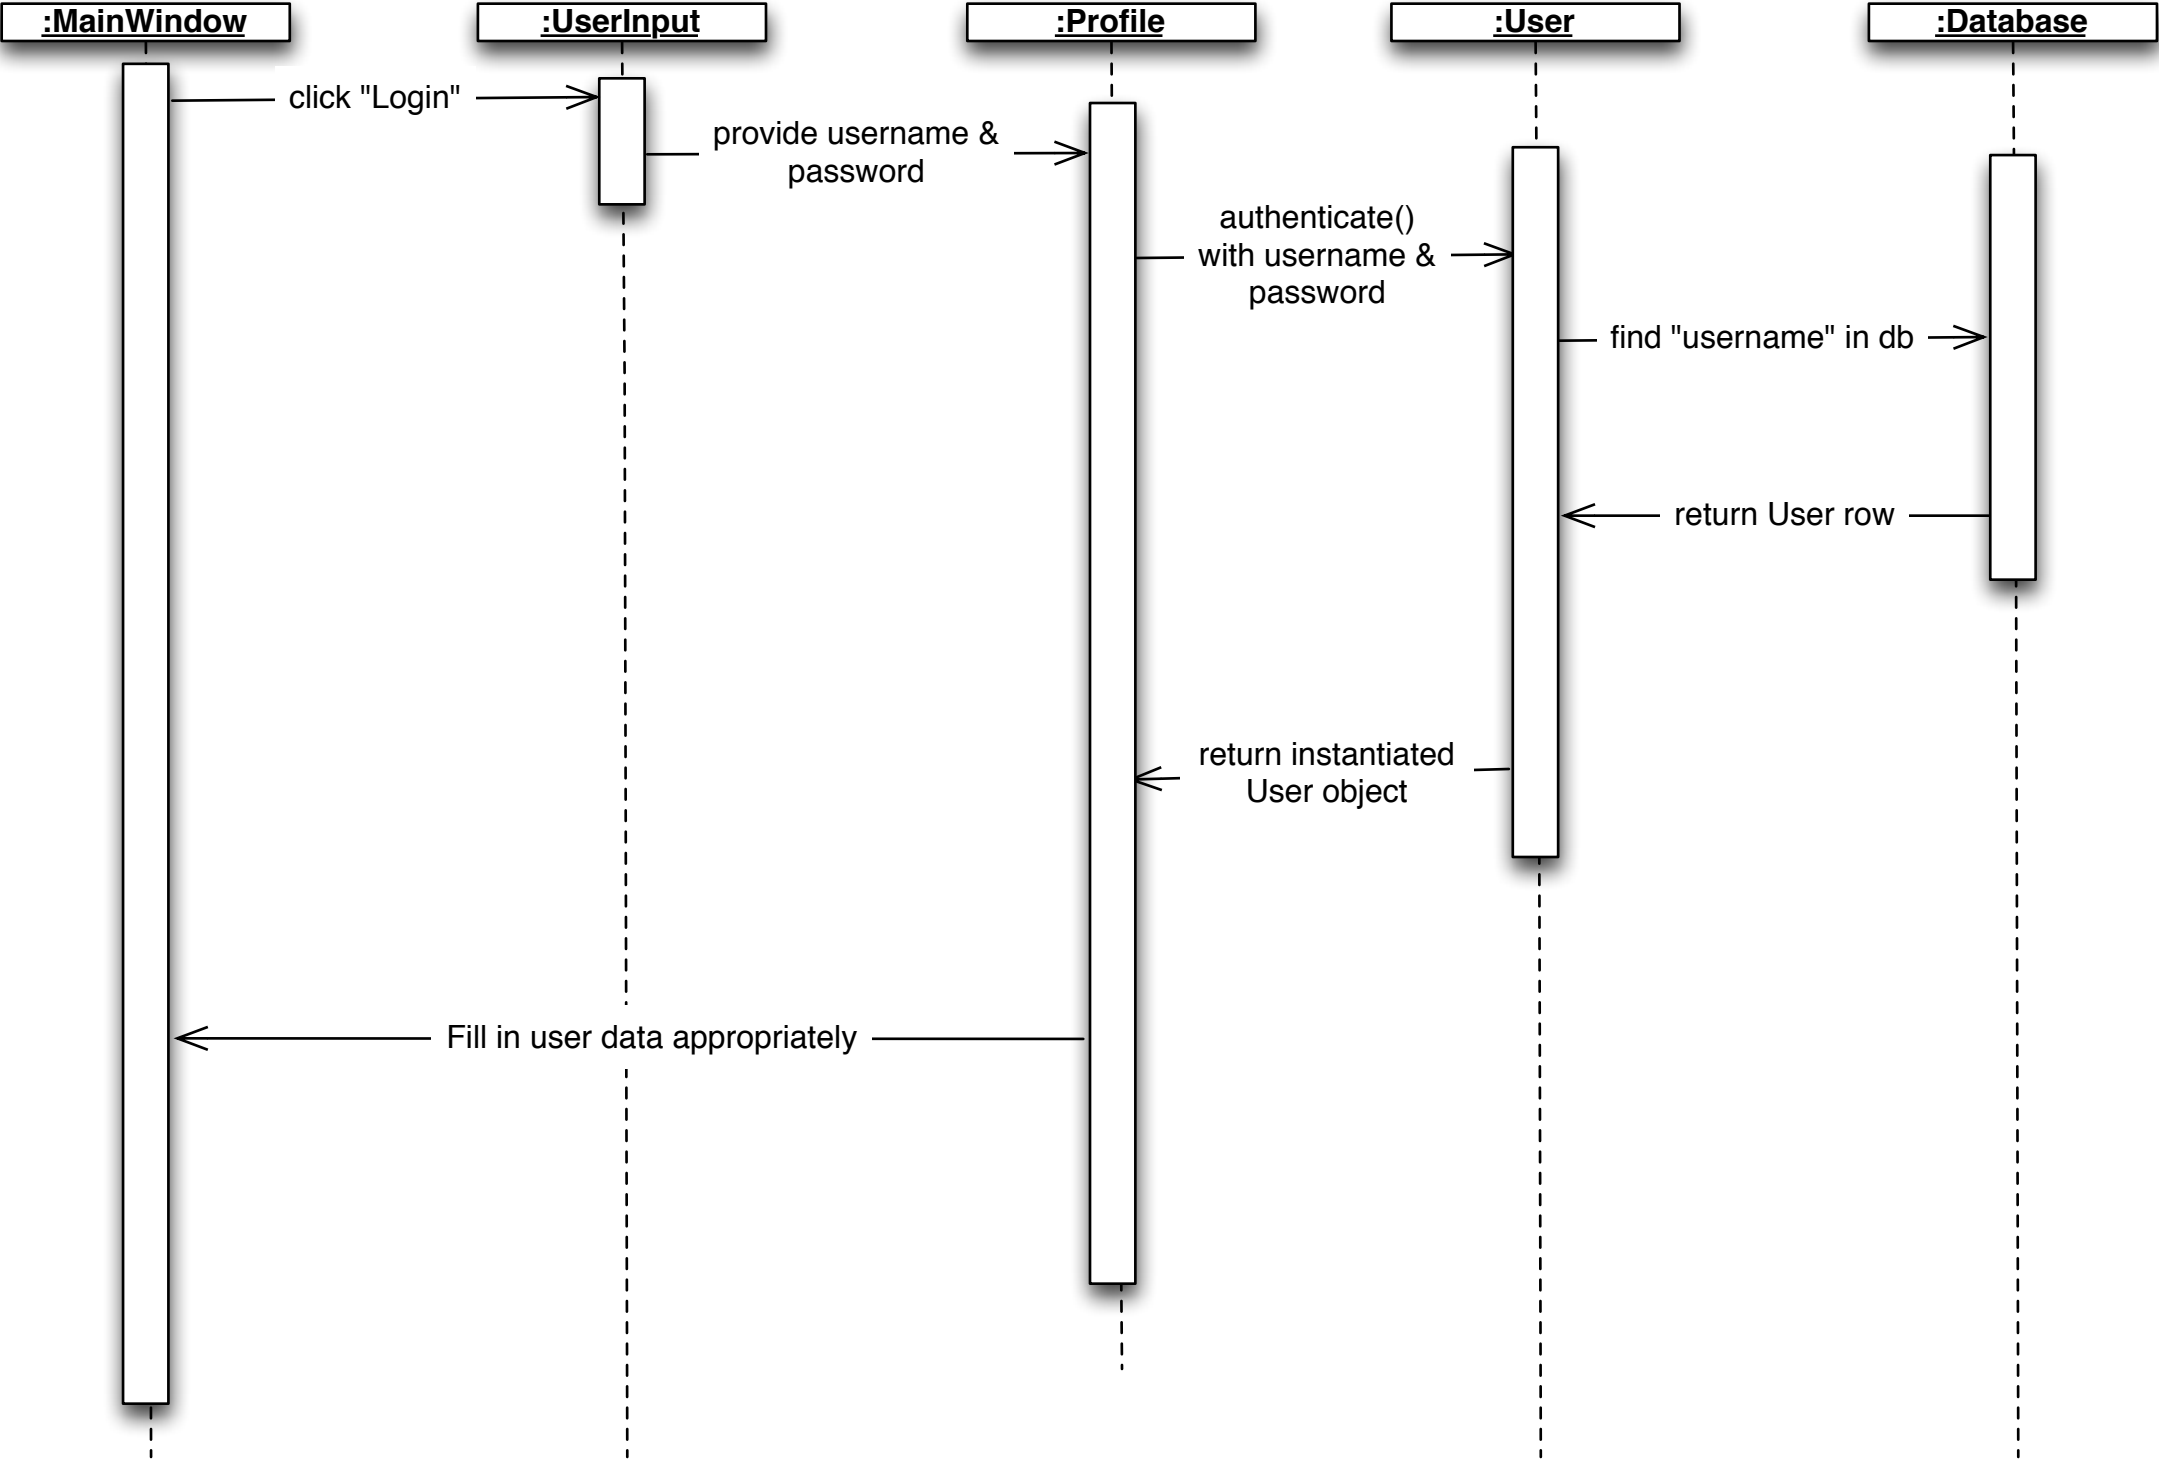 :MainWindow
:UserInput
:Profile
:User
:Database
click "Login"
provide username &
password
authenticate()
with username &
password
find "username" in db
return User row
return instantiated
User object
Fill in user data appropriately